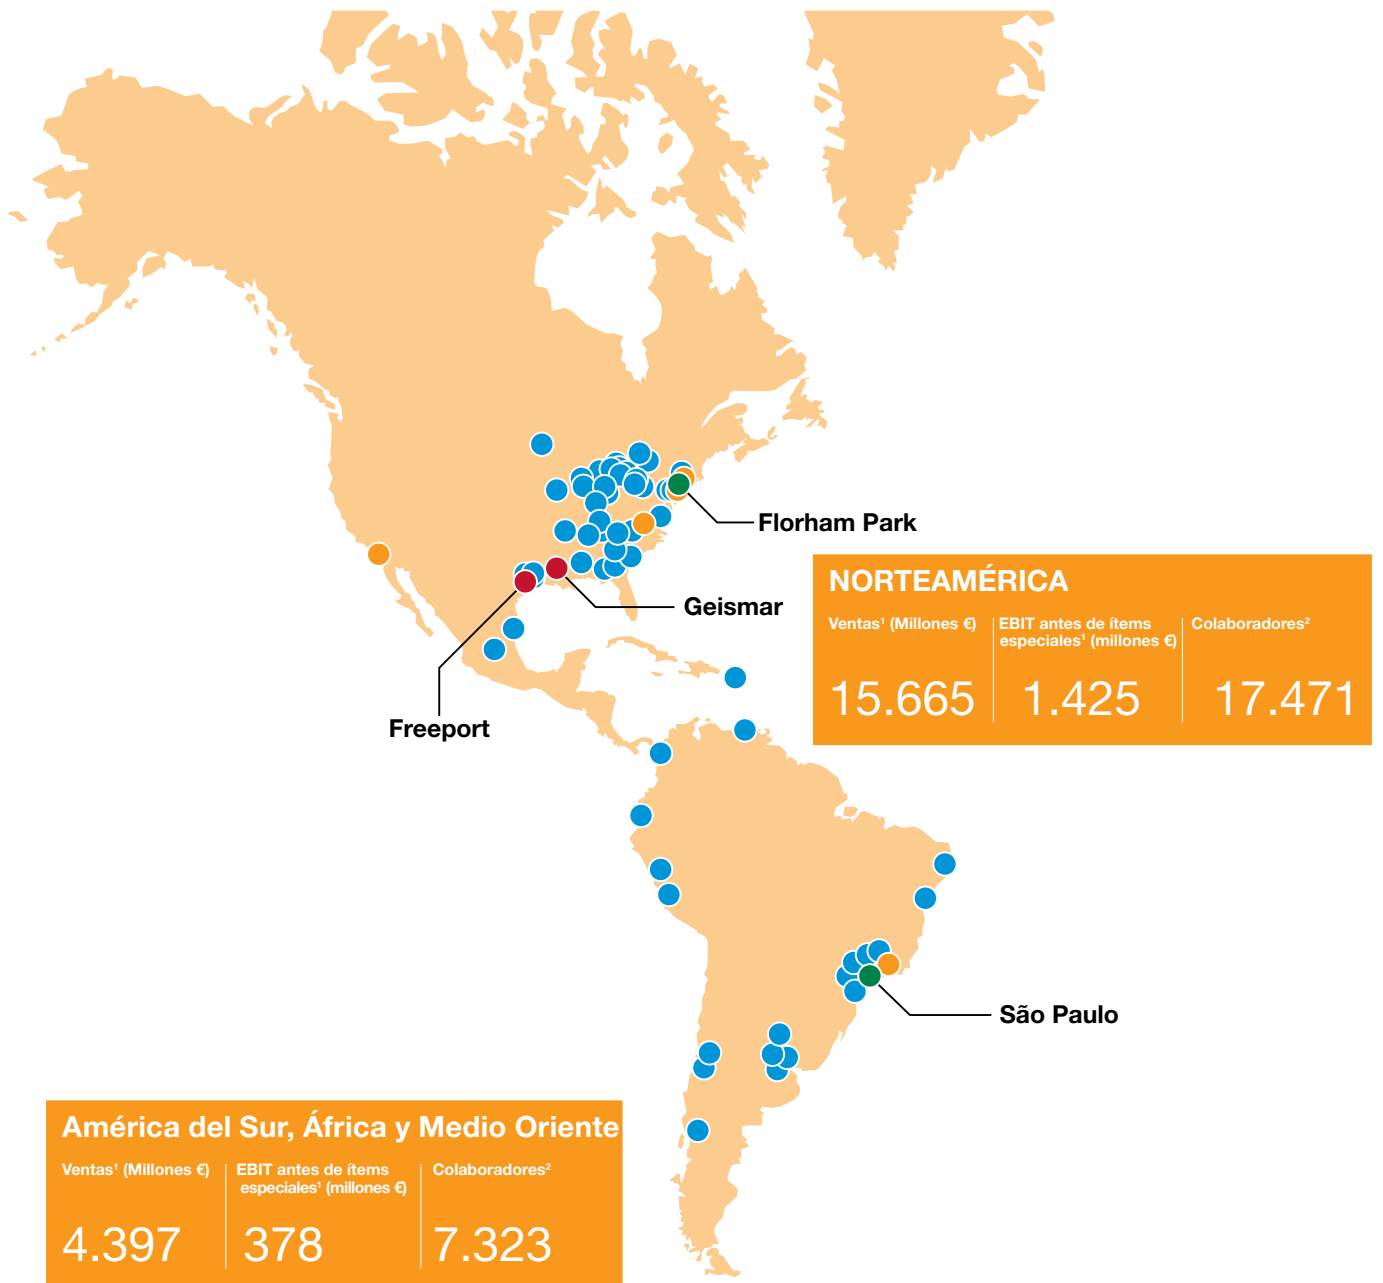 Florham Park
NORTEAMÉRICA
Ventas¹ (Millones €)
EBIT antes de ítems
especiales¹ (millones €)
Colaboradores²
15.665
1.425
17.471
Geismar
Freeport
São Paulo
América del Sur, África y Medio Oriente
Ventas¹ (Millones €)
EBIT antes de ítems
especiales¹ (millones €)
Colaboradores²
4.397
378
7.323